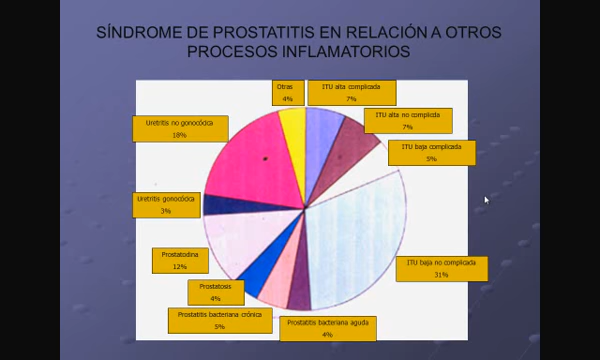 SÍNDROME DE PROSTATITIS EN RELACIÓN A OTROS
PROCESOS INFLAMATORIOS
Otras
4%
ITU alta complicada
7%
ITU alta no complicda
7%
Uretritis no gonocócica
18%
ITU baja complicada
5%
Uretritis gonocócica
3%
Prostatodina
12%
ITU baja no complicada
31%
Prostatosis
4%
Prostatitis bacteriana crónica
5%
Prostatitis bacteriana aguda
4%